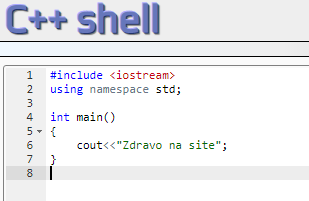 C++ shell
1 #include <iostream>
2 using namespace std;
3
4 int main()
5 {
6     cout<<"Zdravo na site";
7 }
8